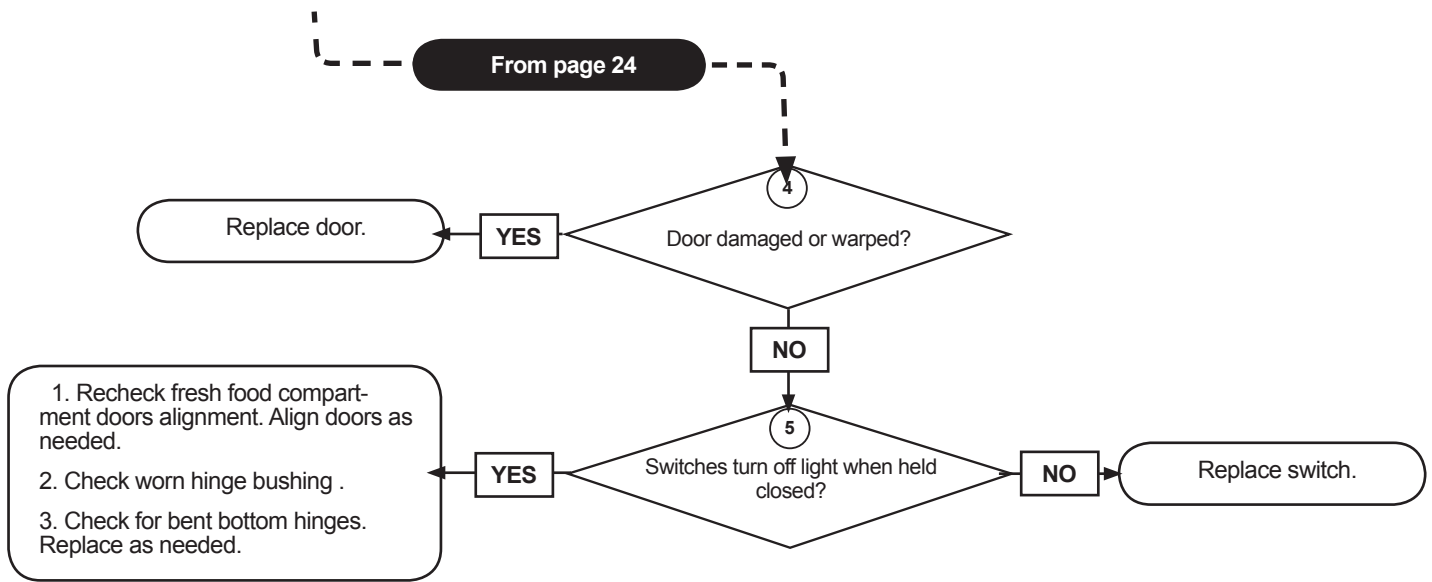 From page 24
4
Replace door.
YES
Door damaged or warped?
NO
1. Recheck fresh food compart-
ment doors alignment. Align doors as
needed.
2. Check worn hinge bushing .
3. Check for bent bottom hinges.
Replace as needed.
YES
5
Switches turn off light when held
closed?
NO
Replace switch.